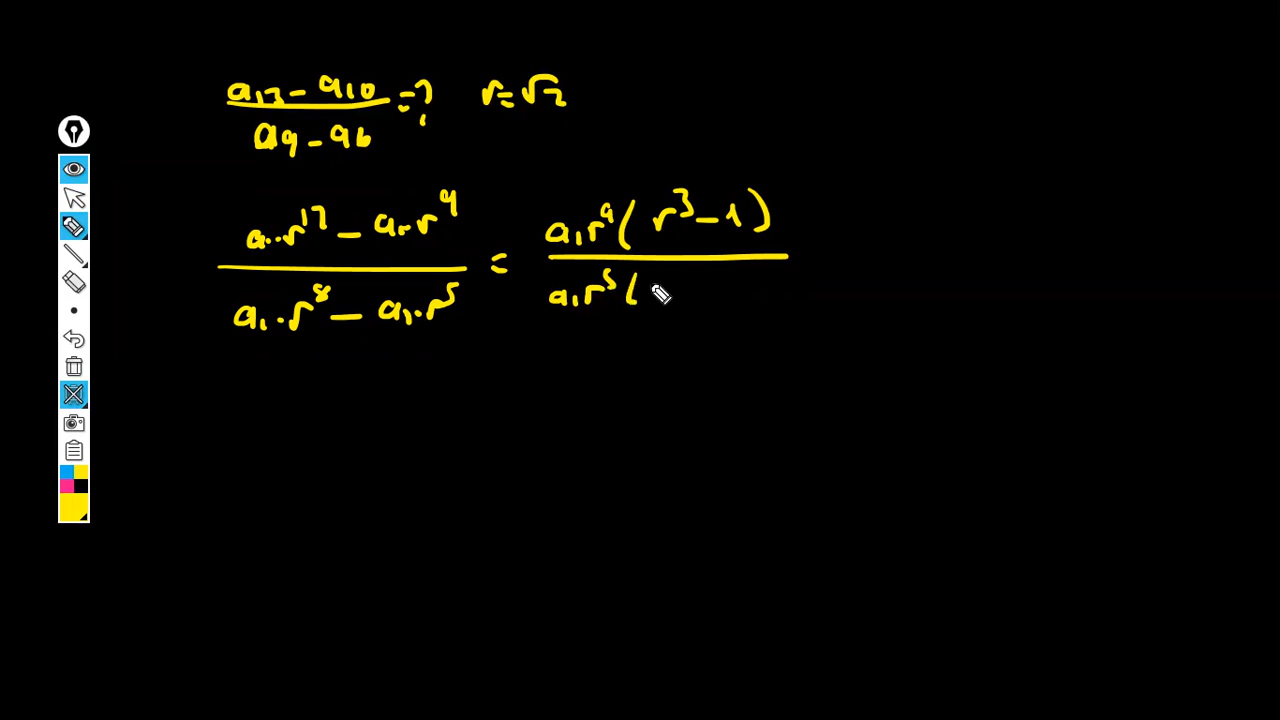 (a₁₃ - a₁₀) / (a₉ - a₆) = ? r = √2
(a₁·r¹² - a₁·r⁹) / (a₁·r⁸ - a₁·r⁵) = a₁r⁹(r³-1) / a₁r⁵(